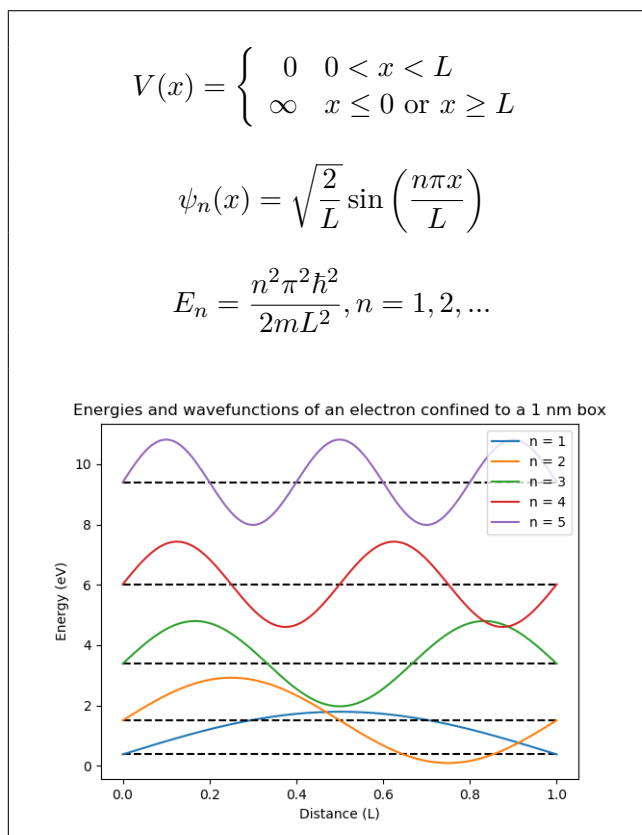 V(x) = { 0 0 < x < L
∞ x ≤ 0 or x ≥ L
ψₙ(x) = √(2/L) sin (nπx/L)
Eₙ = n²π²ħ²/2mL², n = 1, 2, ...
Energies and wavefunctions of an electron confined to a 1 nm box
n = 1
n = 2
n = 3
n = 4
n = 5
10
8
6
4
2
0
Energy (eV)
0.0 0.2 0.4 0.6 0.8 1.0
Distance (L)